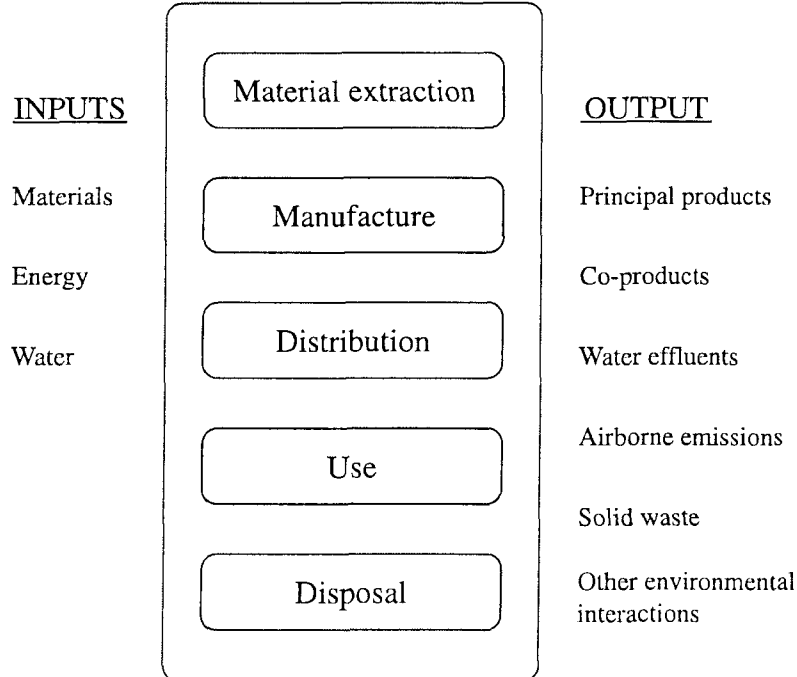 INPUTS
Materials
Energy
Water
Material extraction
Manufacture
Distribution
Use
Disposal
OUTPUT
Principal products
Co-products
Water effluents
Airborne emissions
Solid waste
Other environmental
interactions